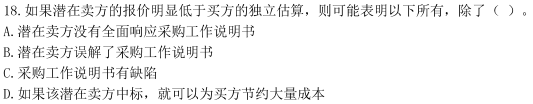 18.如果潜在卖方的报价明显低于买方的独立估算，则可能表明以下所有，除了（ ）。
A.潜在卖方没有全面响应采购工作说明书
B.潜在卖方误解了采购工作说明书
C.采购工作说明书有缺陷
D.如果该潜在卖方中标，就可以为买方节约大量成本